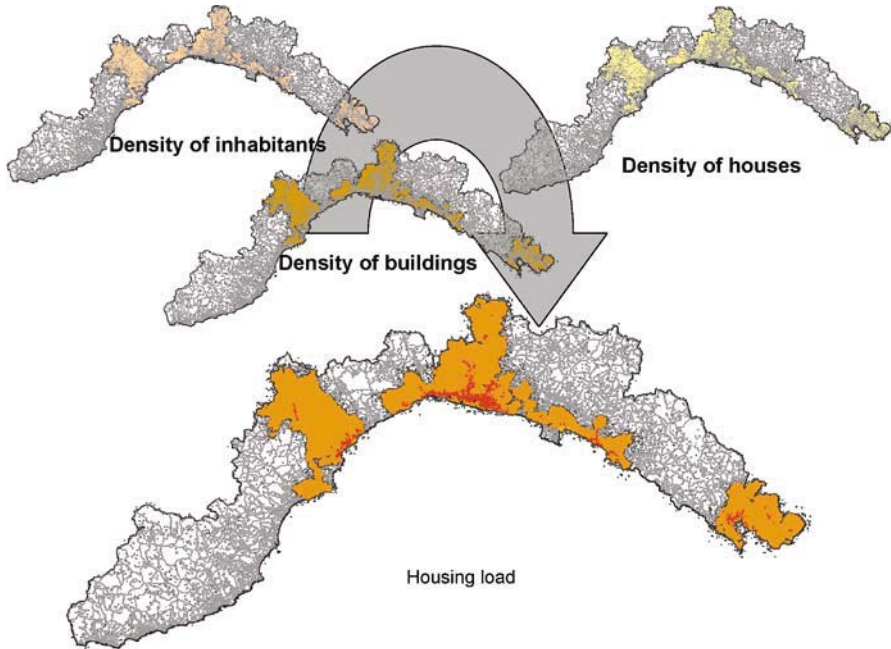 Density of inhabitants
Density of houses
Density of buildings
Housing load